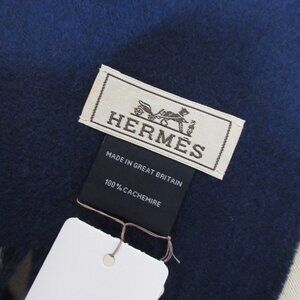 HERMÈS
MADE IN GREAT BRITAIN
100% CACHEMIRE